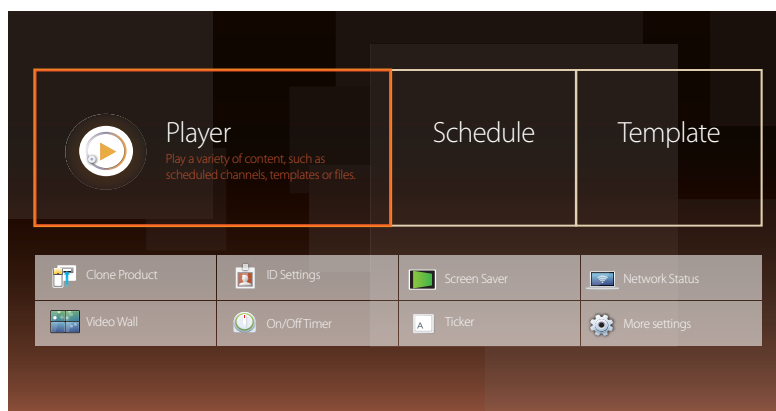 Player
Play a variety of content, such as
scheduled channels, templates or files.
Schedule
Template
Clone Product
ID Settings
Screen Saver
Network Status
Video Wall
On/Off Timer
A
Ticker
More settings